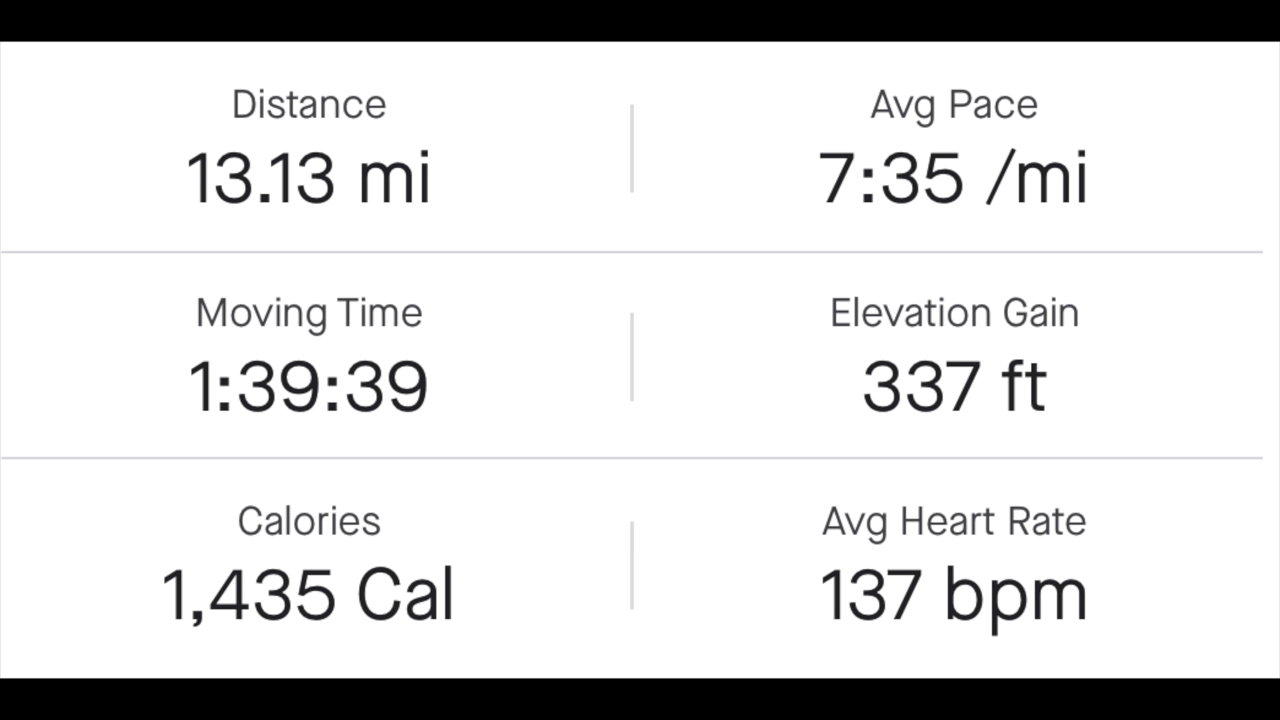 Distance
13.13 mi
Avg Pace
7:35 /mi
Moving Time
1:39:39
Elevation Gain
337 ft
Calories
1,435 Cal
Avg Heart Rate
137 bpm